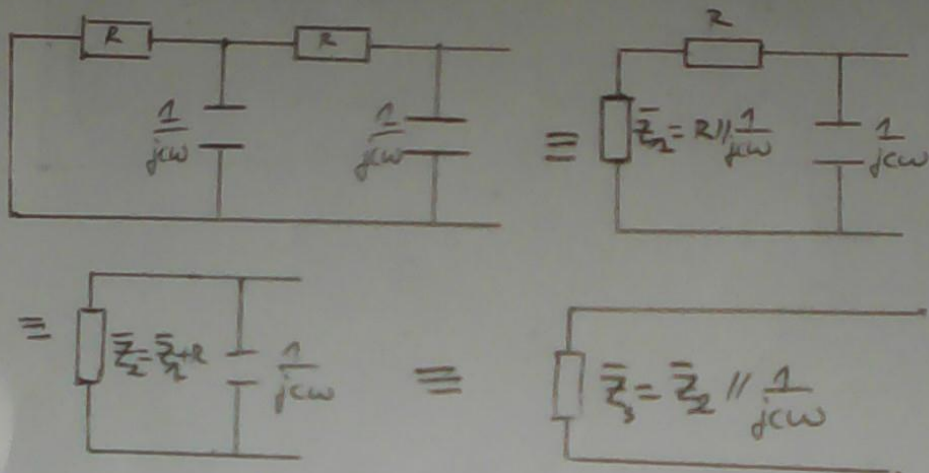 R
R
1/jcω
1/jcω
≡
R
Z̄₁ = R // 1/jcω
1/jcω
≡
Z̄₂ = Z̄₁ + R
1/jcω
≡
Z̄₃ = Z̄₂ // 1/jcω